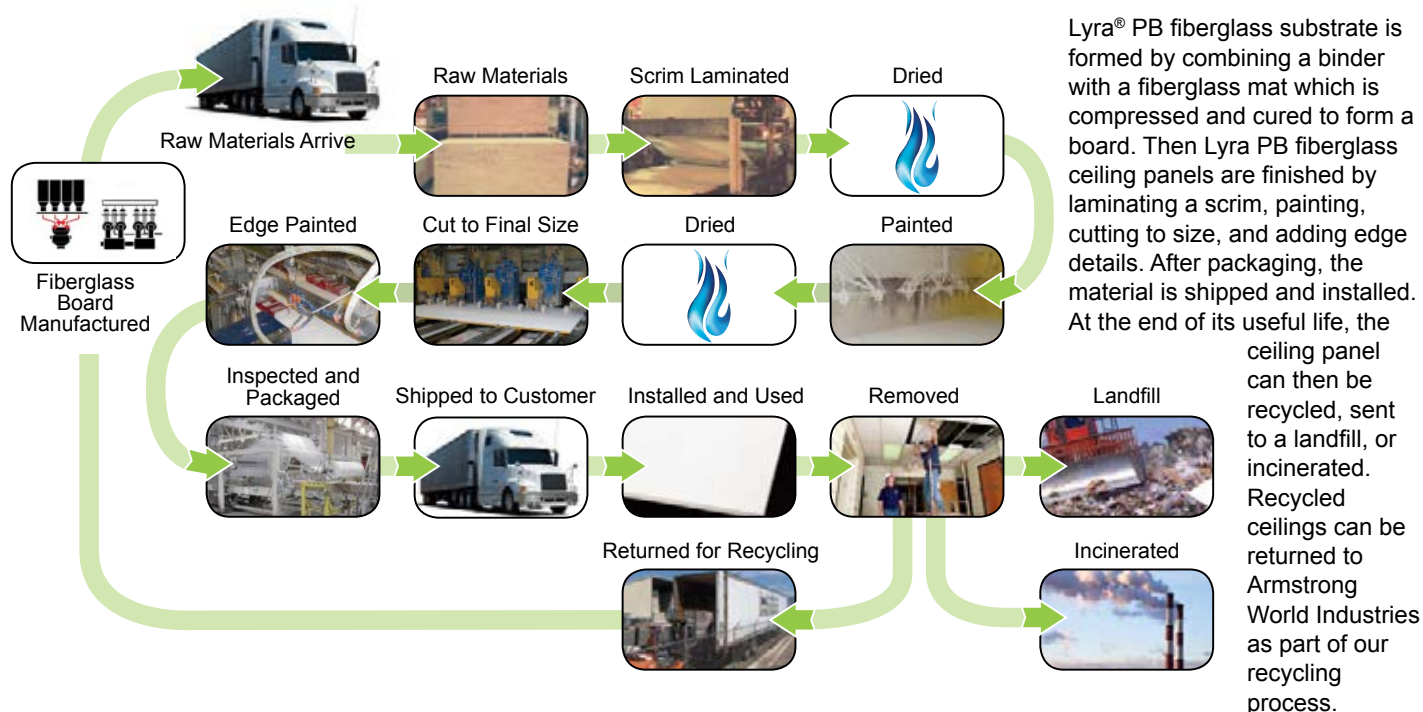 Raw Materials Arrive
Raw Materials
Scrim Laminated
Dried
Fiberglass
Board
Manufactured
Edge Painted
Cut to Final Size
Dried
Painted
Inspected and
Packaged
Shipped to Customer
Installed and Used
Removed
Landfill
Returned for Recycling
Incinerated
Lyra® PB fiberglass substrate is
formed by combining a binder
with a fiberglass mat which is
compressed and cured to form a
board. Then Lyra PB fiberglass
ceiling panels are finished by
laminating a scrim, painting,
cutting to size, and adding edge
details. After packaging, the
material is shipped and installed.
At the end of its useful life, the
ceiling panel
can then be
recycled, sent
to a landfill, or
incinerated.
Recycled
ceilings can be
returned to
Armstrong
World Industries
as part of our
recycling
process.